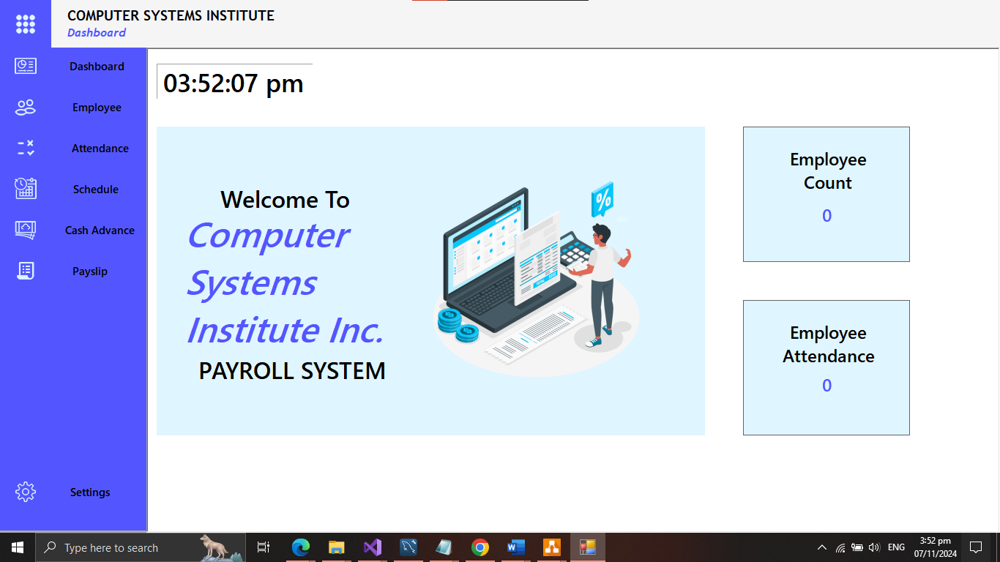 COMPUTER SYSTEMS INSTITUTE
Dashboard
Dashboard
Employee
Attendance
Schedule
Cash Advance
Payslip
Settings
03:52:07 pm
Welcome To
Computer
Systems
Institute Inc.
PAYROLL SYSTEM
%
Employee
Count
0
Employee
Attendance
0
Type here to search
ENG
3:52 pm
07/11/2024